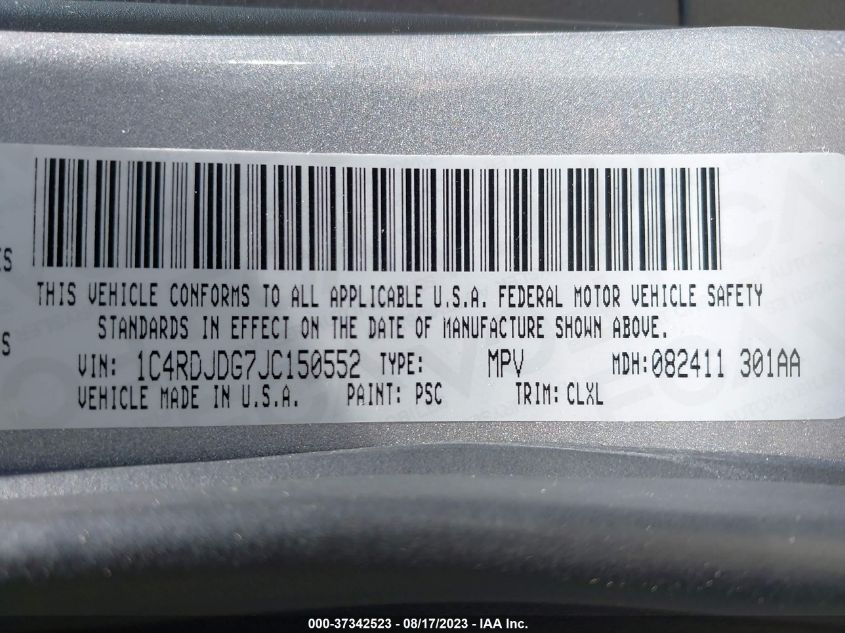 ES
THIS VEHICLE CONFORMS TO ALL APPLICABLE U.S.A. FEDERAL MOTOR VEHICLE SAFETY
STANDARDS IN EFFECT ON THE DATE OF MANUFACTURE SHOWN ABOVE.
S
VIN: 1C4RDJDG7JC150552 TYPE: MPV MDH: 082411 301AA
VEHICLE MADE IN U.S.A. PAINT: PSC TRIM: CLXL
000-37342523 - 08/17/2023 - IAA Inc.